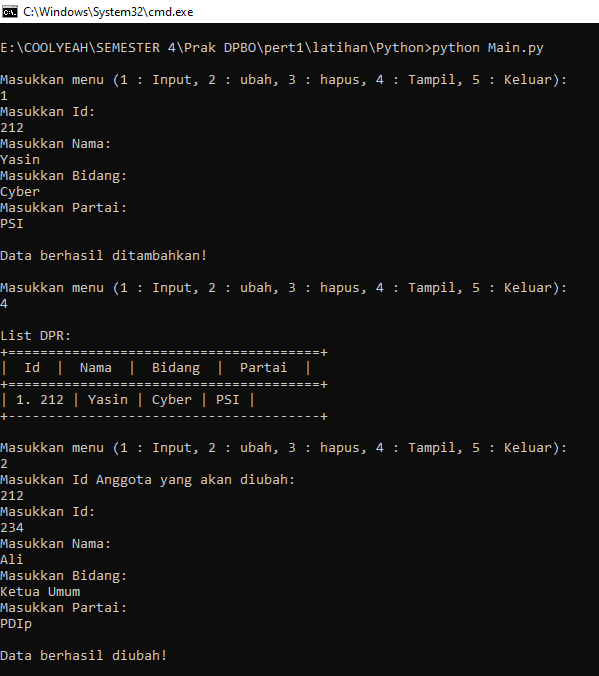 C:\Windows\System32\cmd.exe
E:\COOLYEAH\SEMESTER 4\Prak DPBO\pert1\latihan\Python>python Main.py
Masukkan menu (1 : Input, 2 : ubah, 3 : hapus, 4 : Tampil, 5 : Keluar):
1
Masukkan Id:
212
Masukkan Nama:
Yasin
Masukkan Bidang:
Cyber
Masukkan Partai:
PSI
Data berhasil ditambahkan!
Masukkan menu (1 : Input, 2 : ubah, 3 : hapus, 4 : Tampil, 5 : Keluar):
4
List DPR:
+=======================================+
|  Id  |  Nama  |  Bidang  |  Partai  |
+=======================================+
| 1. 212 | Yasin | Cyber | PSI |
+---------------------------------------+
Masukkan menu (1 : Input, 2 : ubah, 3 : hapus, 4 : Tampil, 5 : Keluar):
2
Masukkan Id Anggota yang akan diubah:
212
Masukkan Id:
234
Masukkan Nama:
Ali
Masukkan Bidang:
Ketua Umum
Masukkan Partai:
PDIp
Data berhasil diubah!